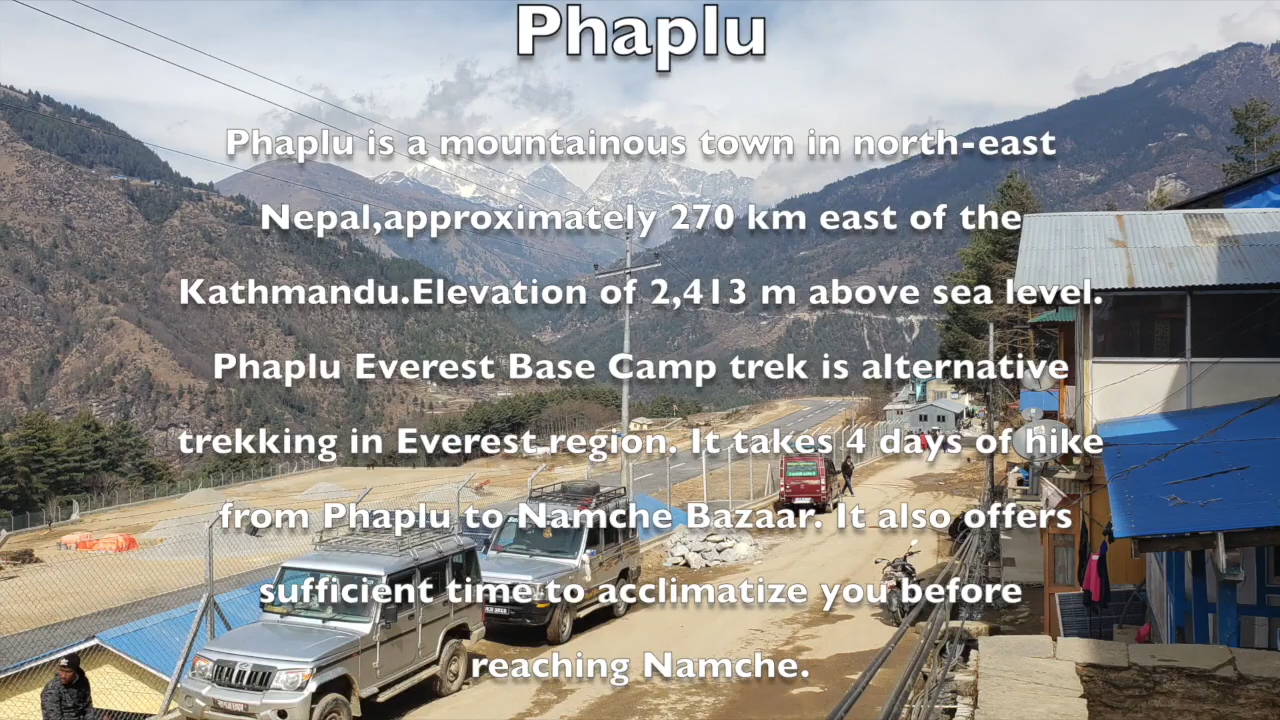 Phaplu
Phaplu is a mountainous town in north-east
Nepal,approximately 270 km east of the
Kathmandu.Elevation of 2,413 m above sea level.
Phaplu Everest Base Camp trek is alternative
trekking in Everest region. It takes 4 days of hike
from Phaplu to Namche Bazaar. It also offers
sufficient time to acclimatize you before
reaching Namche.